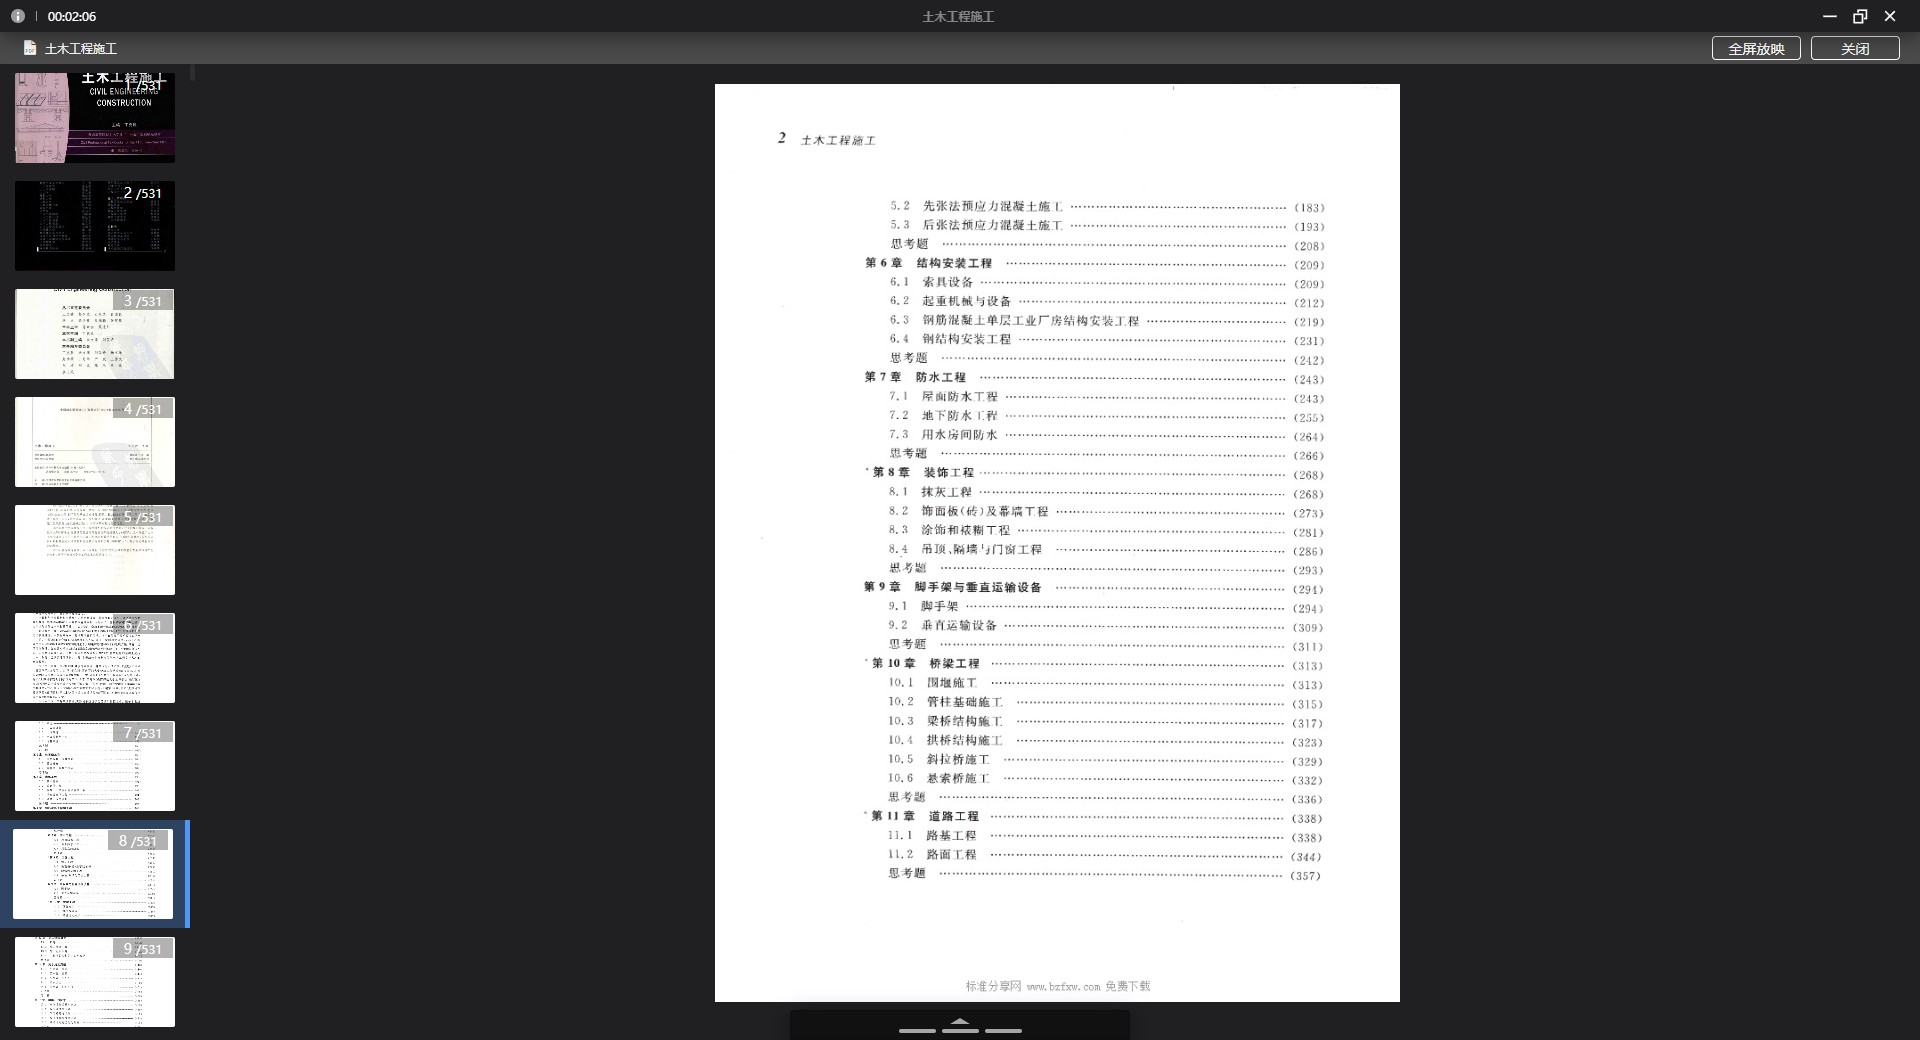 00:02:06
土木工程施工
土木工程施工
全屏放映
关闭
土木工程施工
CIVIL ENGINEERING
CONSTRUCTION
1 /531
2 /531
3 /531
4 /531
5 /531
6 /531
7 /531
8 /531
9 /531
2 土木工程施工
5.2 先张法预应力混凝土施工 (183)
5.3 后张法预应力混凝土施工 (193)
思考题 (208)
第6章 结构安装工程 (209)
6.1 索具设备 (209)
6.2 起重机械与设备 (212)
6.3 钢筋混凝土单层工业厂房结构安装工程 (219)
6.4 钢结构安装工程 (231)
思考题 (242)
第7章 防水工程 (243)
7.1 屋面防水工程 (243)
7.2 地下防水工程 (255)
7.3 用水房间防水 (264)
思考题 (266)
*第8章 装饰工程 (268)
8.1 抹灰工程 (268)
8.2 饰面板(砖)及幕墙工程 (273)
8.3 涂饰和裱糊工程 (281)
8.4 吊顶、隔墙与门窗工程 (286)
思考题 (293)
第9章 脚手架与垂直运输设备 (294)
9.1 脚手架 (294)
9.2 垂直运输设备 (309)
思考题 (311)
*第10章 桥梁工程 (313)
10.1 围堰施工 (313)
10.2 管柱基础施工 (315)
10.3 梁桥结构施工 (317)
10.4 拱桥结构施工 (323)
10.5 斜拉桥施工 (329)
10.6 悬索桥施工 (332)
思考题 (336)
*第11章 道路工程 (338)
11.1 路基工程 (338)
11.2 路面工程 (344)
思考题 (357)
标准分享网 www.bzfxw.com 免费下载